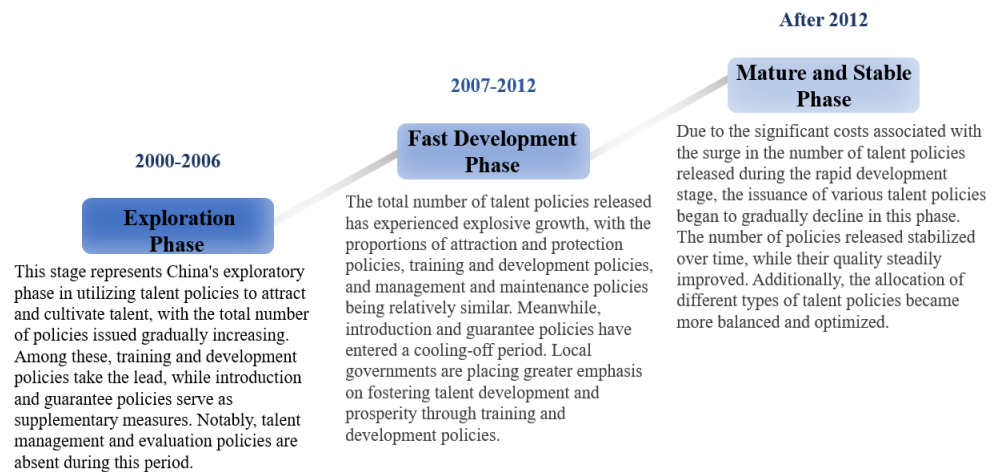 2000-2006
Exploration
Phase
This stage represents China's exploratory
phase in utilizing talent policies to attract
and cultivate talent, with the total number
of policies issued gradually increasing.
Among these, training and development
policies take the lead, while introduction
and guarantee policies serve as
supplementary measures. Notably, talent
management and evaluation policies are
absent during this period.
2007-2012
Fast Development
Phase
The total number of talent policies released
has experienced explosive growth, with the
proportions of attraction and protection
policies, training and development policies,
and management and maintenance policies
being relatively similar. Meanwhile,
introduction and guarantee policies have
entered a cooling-off period. Local
governments are placing greater emphasis
on fostering talent development and
prosperity through training and
development policies.
After 2012
Mature and Stable
Phase
Due to the significant costs associated with
the surge in the number of talent policies
released during the rapid development
stage, the issuance of various talent policies
began to gradually decline in this phase.
The number of policies released stabilized
over time, while their quality steadily
improved. Additionally, the allocation of
different types of talent policies became
more balanced and optimized.